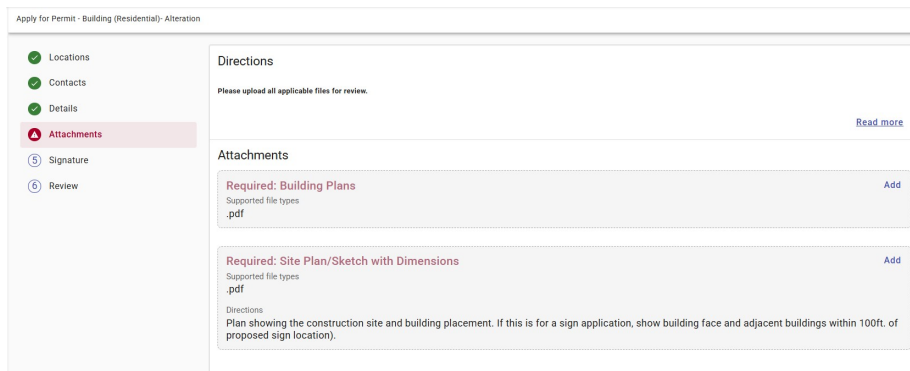 Apply for Permit - Building (Residential)- Alteration
Locations
Contacts
Details
Attachments
5 Signature
6 Review
Directions
Please upload all applicable files for review.
Read more
Attachments
Required: Building Plans
Add
Supported file types
.pdf
Required: Site Plan/Sketch with Dimensions
Add
Supported file types
.pdf
Directions
Plan showing the construction site and building placement. If this is for a sign application, show building face and adjacent buildings within 100ft. of
proposed sign location).